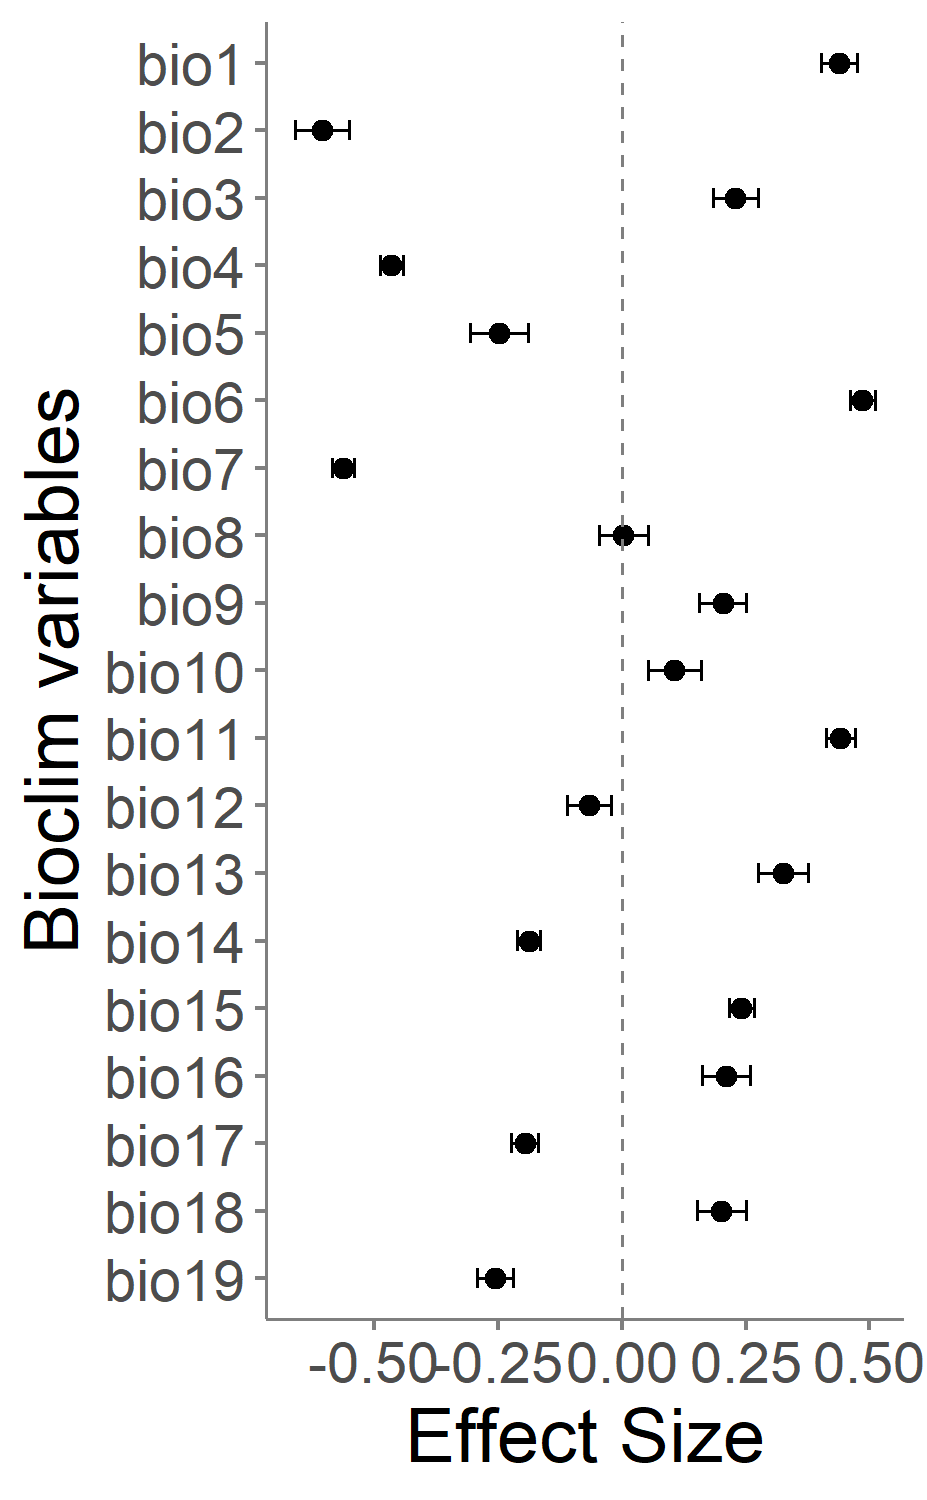 bio1
bio2
bio3
bio4
bio5
bio6
bio7
bio8
bio9
bio10
bio11
bio12
bio13
bio14
bio15
bio16
bio17
bio18
bio19
Bioclim variables
-0.50 -0.25 0.00 0.25 0.50
Effect Size